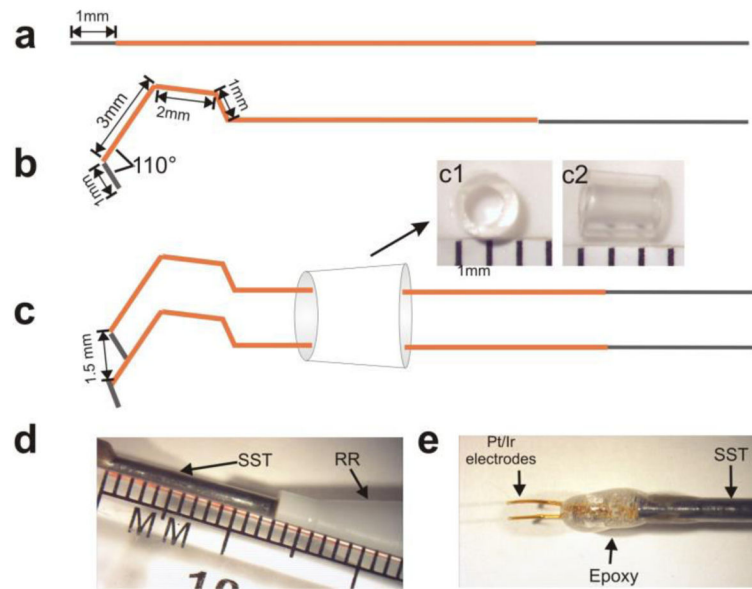 a
1mm
3mm
2mm
1mm
b
110°
1mm
c1
c2
1mm
c
1.5 mm
d
SST
RR
MM
10
e
Pt/Ir
electrodes
SST
Epoxy